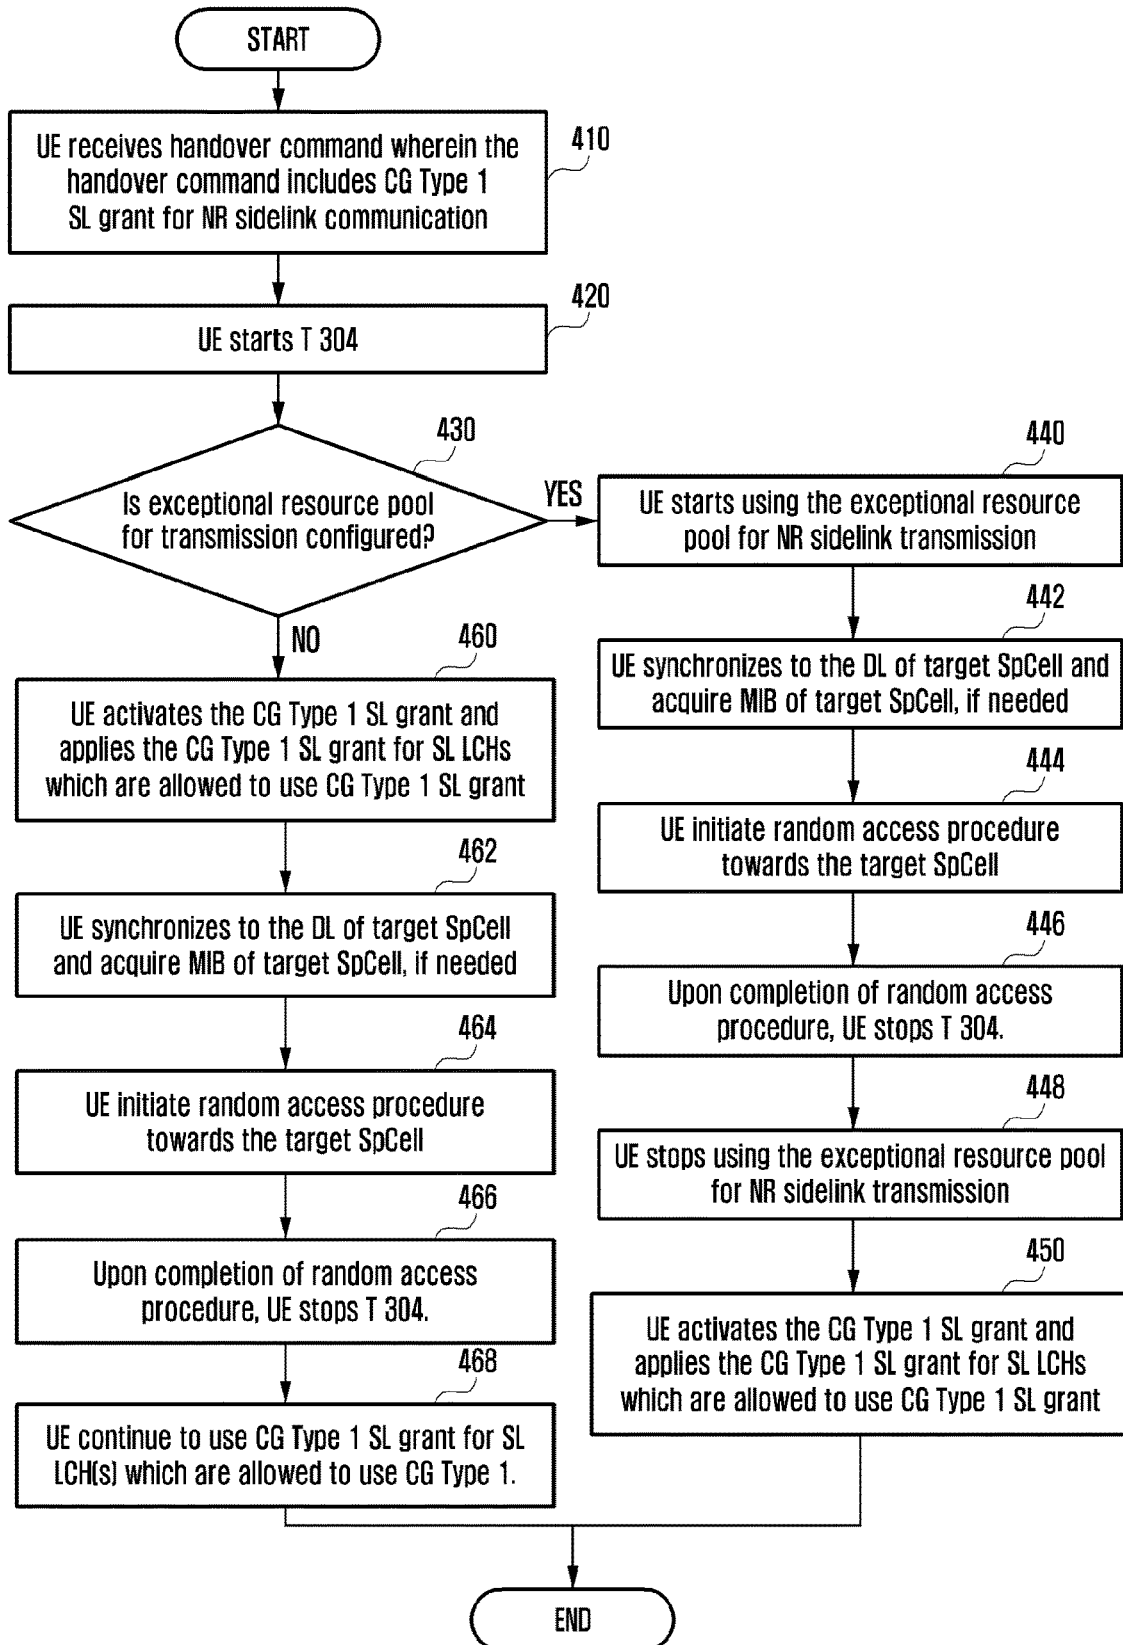 START
UE receives handover command wherein the
handover command includes CG Type 1
SL grant for NR sidelink communication
410
UE starts T 304
420
Is exceptional resource pool
for transmission configured?
430
YES
NO
UE starts using the exceptional resource
pool for NR sidelink transmission
440
UE synchronizes to the DL of target SpCell and
acquire MIB of target SpCell, if needed
442
UE initiate random access procedure
towards the target SpCell
444
Upon completion of random access
procedure, UE stops T 304.
446
UE stops using the exceptional resource pool
for NR sidelink transmission
448
UE activates the CG Type 1 SL grant and
applies the CG Type 1 SL grant for SL LCHs
which are allowed to use CG Type 1 SL grant
450
UE activates the CG Type 1 SL grant and
applies the CG Type 1 SL grant for SL LCHs
which are allowed to use CG Type 1 SL grant
460
UE synchronizes to the DL of target SpCell
and acquire MIB of target SpCell, if needed
462
UE initiate random access procedure
towards the target SpCell
464
Upon completion of random access
procedure, UE stops T 304.
466
UE continue to use CG Type 1 SL grant for SL
LCH(s) which are allowed to use CG Type 1.
468
END